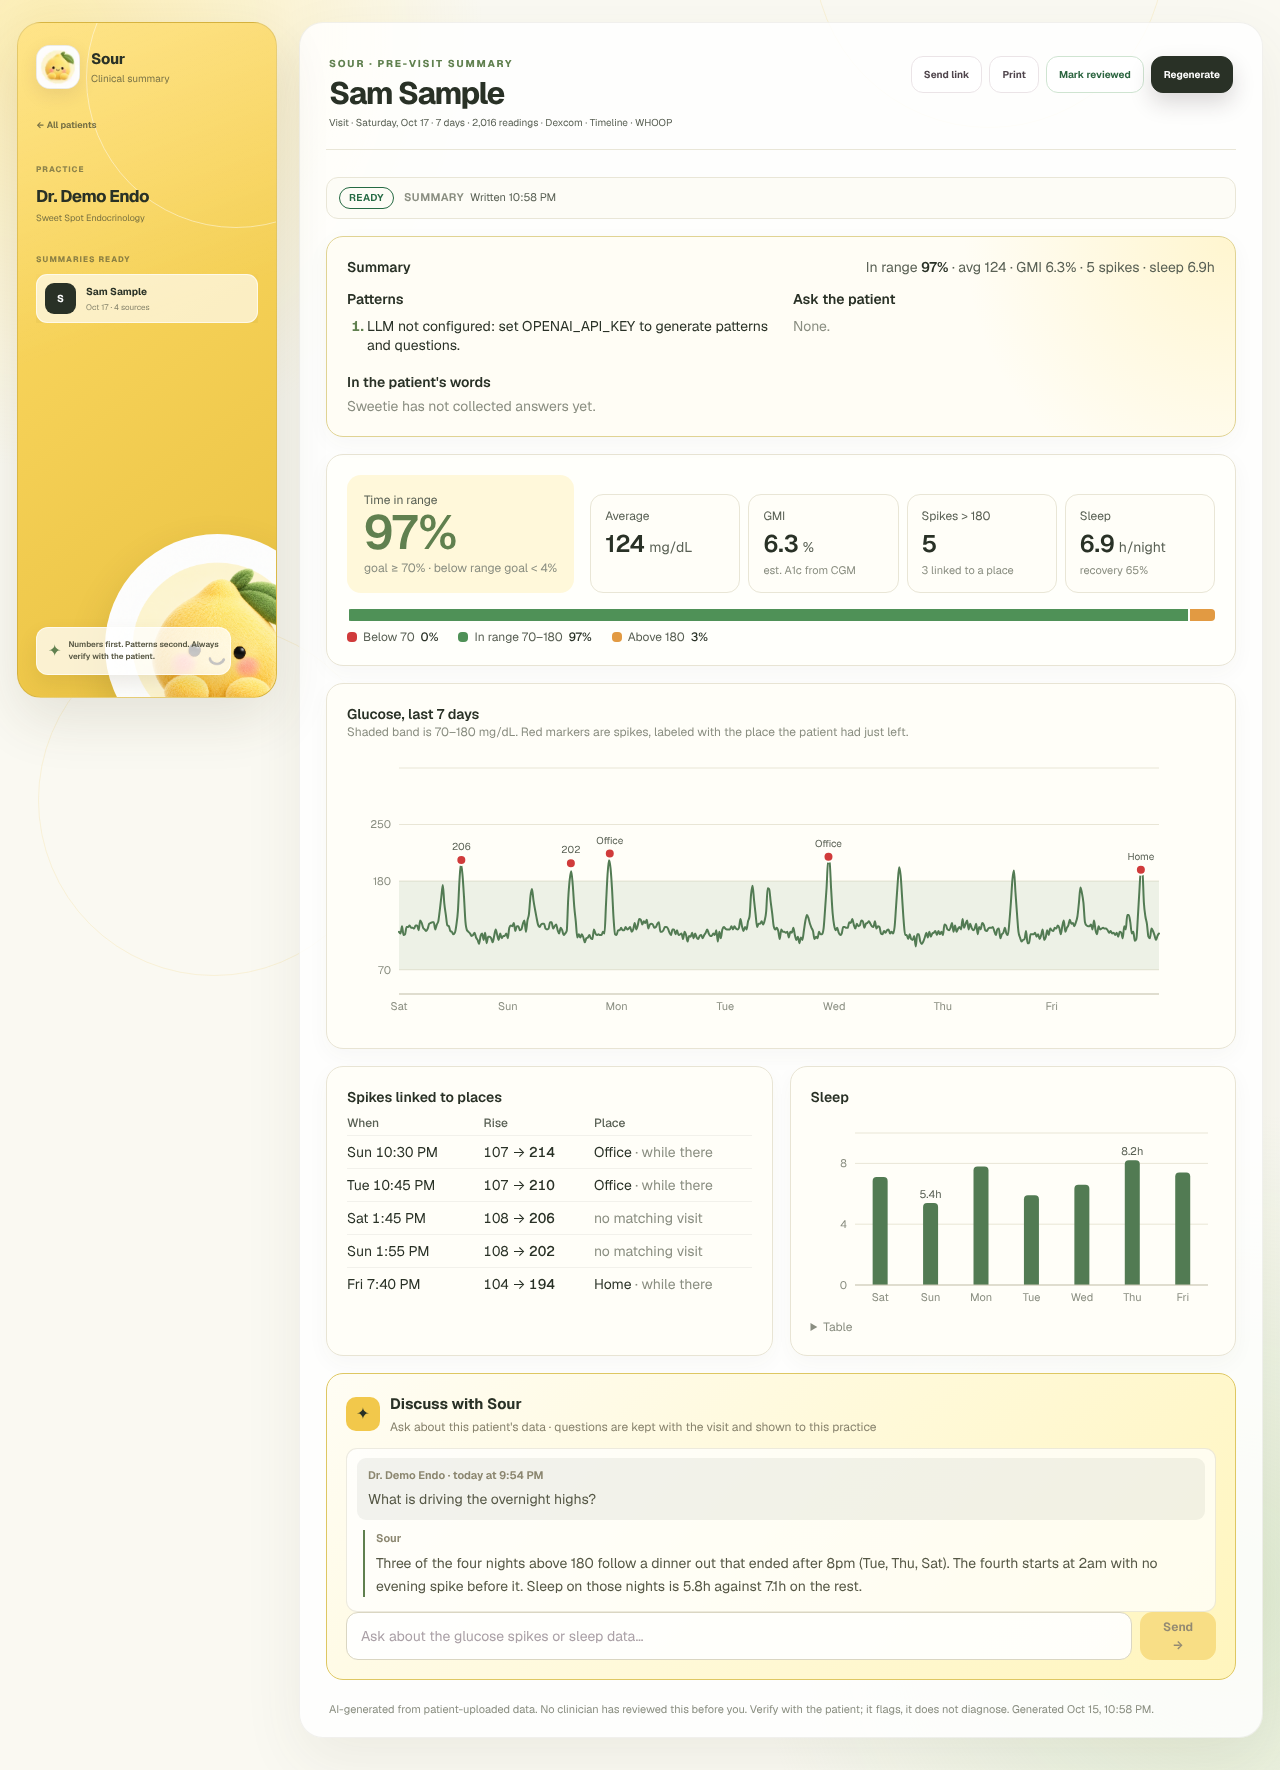 Sour
Clinical summary
← All patients
PRACTICE
Dr. Demo Endo
Sweet Spot Endocrinology
SUMMARIES READY
S
Sam Sample
Oct 17 · 4 sources
✦
Numbers first. Patterns second. Always
verify with the patient.
SOUR · PRE-VISIT SUMMARY
Sam Sample
Visit · Saturday, Oct 17 · 7 days · 2,016 readings · Dexcom · Timeline · WHOOP
Send link
Print
Mark reviewed
Regenerate
READY SUMMARY Written 10:58 PM
Summary
In range 97% · avg 124 · GMI 6.3% · 5 spikes · sleep 6.9h
Patterns
1. LLM not configured: set OPENAI_API_KEY to generate patterns
and questions.
Ask the patient
None.
In the patient's words
Sweetie has not collected answers yet.
Time in range
97%
goal ≥ 70% · below range goal < 4%
Average
124 mg/dL
GMI
6.3 %
est. A1c from CGM
Spikes > 180
5
3 linked to a place
Sleep
6.9 h/night
recovery 65%
Below 70 0%
In range 70–180 97%
Above 180 3%
Glucose, last 7 days
Shaded band is 70–180 mg/dL. Red markers are spikes, labeled with the place the patient had just left.
250
180
70
206
202
Office
Office
Home
Sat
Sun
Mon
Tue
Wed
Thu
Fri
Spikes linked to places
When Rise Place
Sun 10:30 PM 107 → 214 Office · while there
Tue 10:45 PM 107 → 210 Office · while there
Sat 1:45 PM 108 → 206 no matching visit
Sun 1:55 PM 108 → 202 no matching visit
Fri 7:40 PM 104 → 194 Home · while there
Sleep
8
4
0
5.4h
8.2h
Sat
Sun
Mon
Tue
Wed
Thu
Fri
▶ Table
✦
Discuss with Sour
Ask about this patient's data · questions are kept with the visit and shown to this practice
Dr. Demo Endo · today at 9:54 PM
What is driving the overnight highs?
Sour
Three of the four nights above 180 follow a dinner out that ended after 8pm (Tue, Thu, Sat). The fourth starts at 2am with no
evening spike before it. Sleep on those nights is 5.8h against 7.1h on the rest.
Ask about the glucose spikes or sleep data...
Send
→
AI-generated from patient-uploaded data. No clinician has reviewed this before you. Verify with the patient; it flags, it does not diagnose. Generated Oct 15, 10:58 PM.